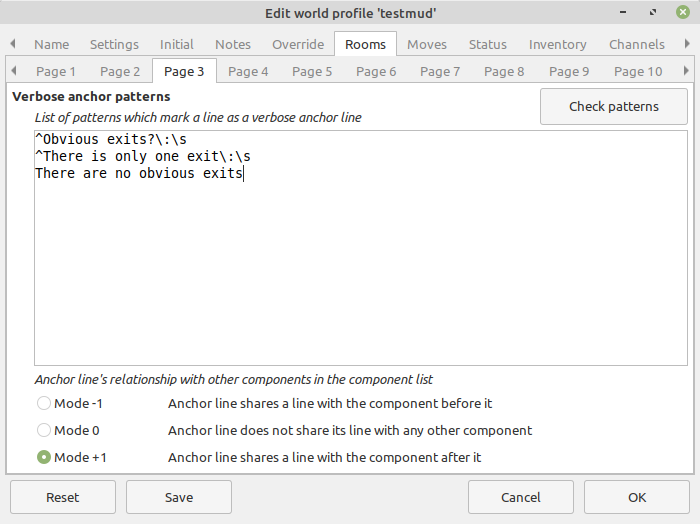 Edit world profile 'testmud'
Name Settings Initial Notes Override Rooms Moves Status Inventory Channels
Page 1 Page 2 Page 3 Page 4 Page 5 Page 6 Page 7 Page 8 Page 9 Page 10
Verbose anchor patterns
List of patterns which mark a line as a verbose anchor line
Check patterns
^Obvious exits?\:\s
^There is only one exit\:\s
There are no obvious exits
Anchor line's relationship with other components in the component list
Mode -1 Anchor line shares a line with the component before it
Mode 0 Anchor line does not share its line with any other component
Mode +1 Anchor line shares a line with the component after it
Reset Save Cancel OK